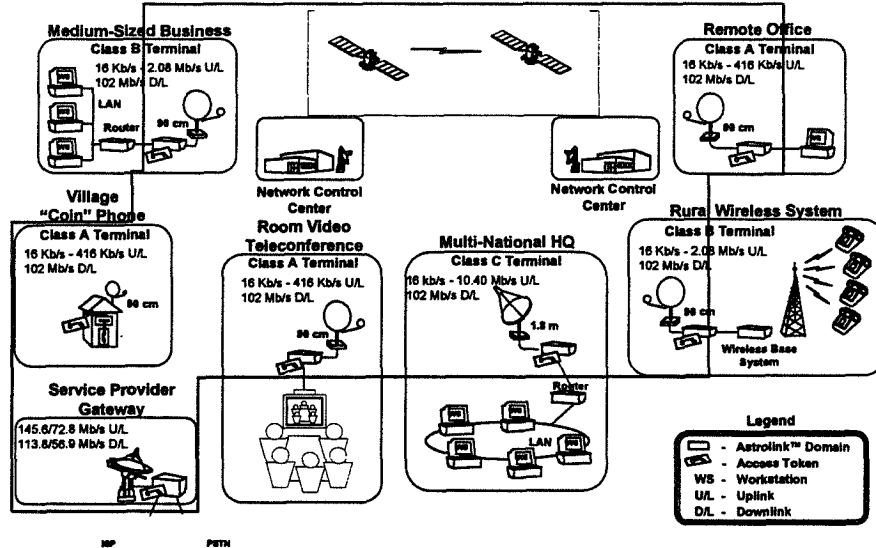 Medium-Sized Business
Class B Terminal
16 Kb/s - 2.08 Mb/s U/L
102 Mb/s D/L
LAN
Router
90 cm
Remote Office
Class A Terminal
16 Kb/s - 416 Kb/s U/L
102 Mb/s D/L
90 cm
Network Control
Center
Network Control
Center
Village
"Coin" Phone
Class A Terminal
16 Kb/s - 416 Kb/s U/L
102 Mb/s D/L
90 cm
Room Video
Teleconference
Class A Terminal
16 Kb/s - 416 Kb/s U/L
102 Mb/s D/L
90 cm
Multi-National HQ
Class C Terminal
16 kb/s - 10.40 Mb/s U/L
102 Mb/s D/L
1.8 m
Router
LAN
Rural Wireless System
Class B Terminal
16 Kb/s - 2.08 Mb/s U/L
102 Mb/s D/L
90 cm
Wireless Base
System
Service Provider
Gateway
145.6/72.8 Mb/s U/L
113.8/56.9 Mb/s D/L
ISP
PSTN
Legend
- Astrolink™ Domain
- Access Token
WS - Workstation
U/L - Uplink
D/L - Downlink